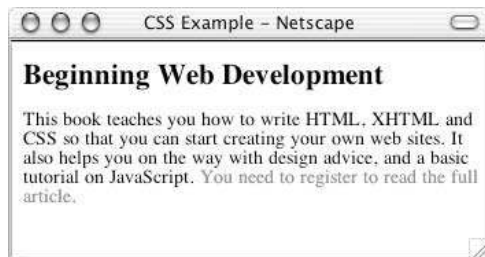 CSS Example - Netscape
Beginning Web Development
This book teaches you how to write HTML, XHTML and
CSS so that you can start creating your own web sites. It
also helps you on the way with design advice, and a basic
tutorial on JavaScript. You need to register to read the full
article.